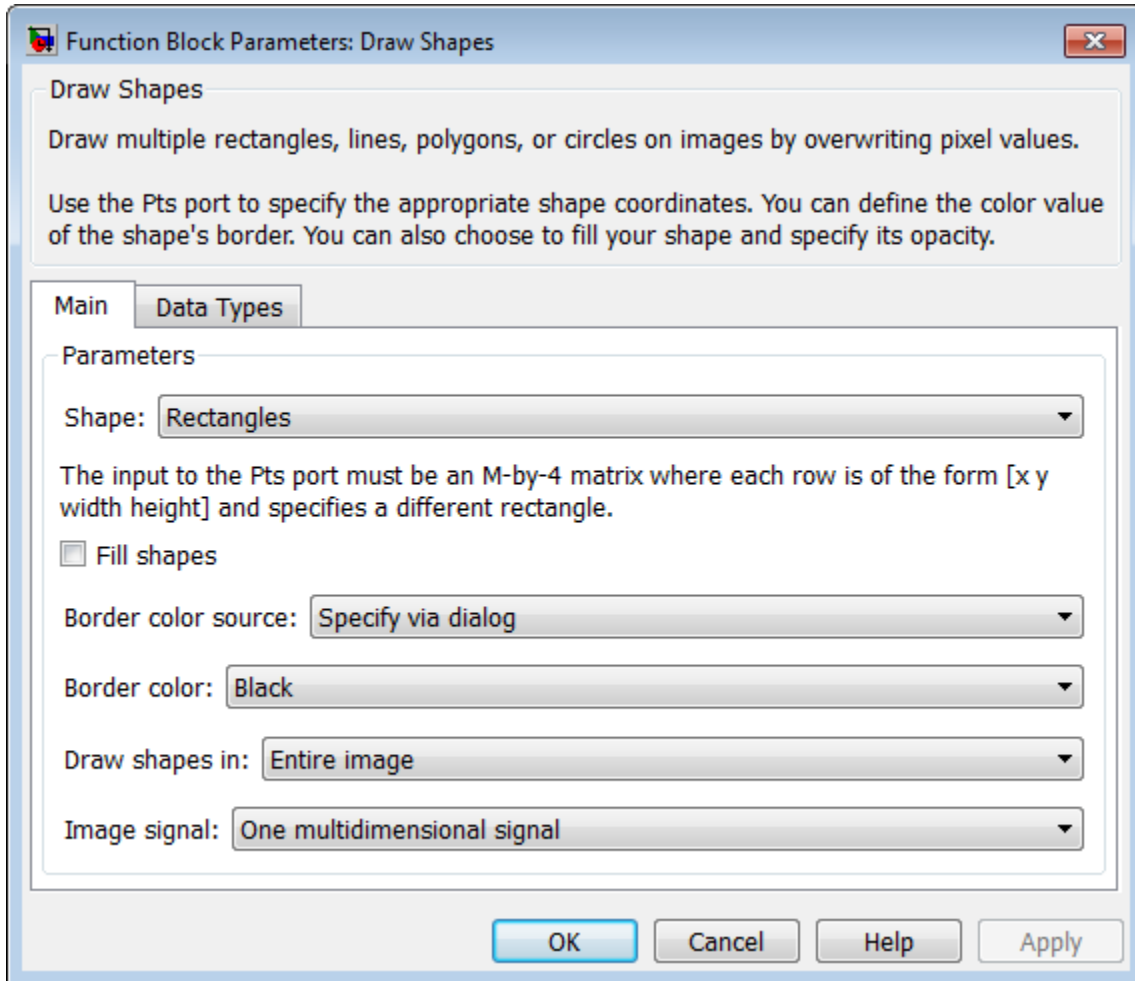 Function Block Parameters: Draw Shapes
Draw Shapes
Draw multiple rectangles, lines, polygons, or circles on images by overwriting pixel values.
Use the Pts port to specify the appropriate shape coordinates. You can define the color value
of the shape's border. You can also choose to fill your shape and specify its opacity.
Main Data Types
Parameters
Shape: Rectangles
The input to the Pts port must be an M-by-4 matrix where each row is of the form [x y
width height] and specifies a different rectangle.
Fill shapes
Border color source: Specify via dialog
Border color: Black
Draw shapes in: Entire image
Image signal: One multidimensional signal
OK Cancel Help Apply